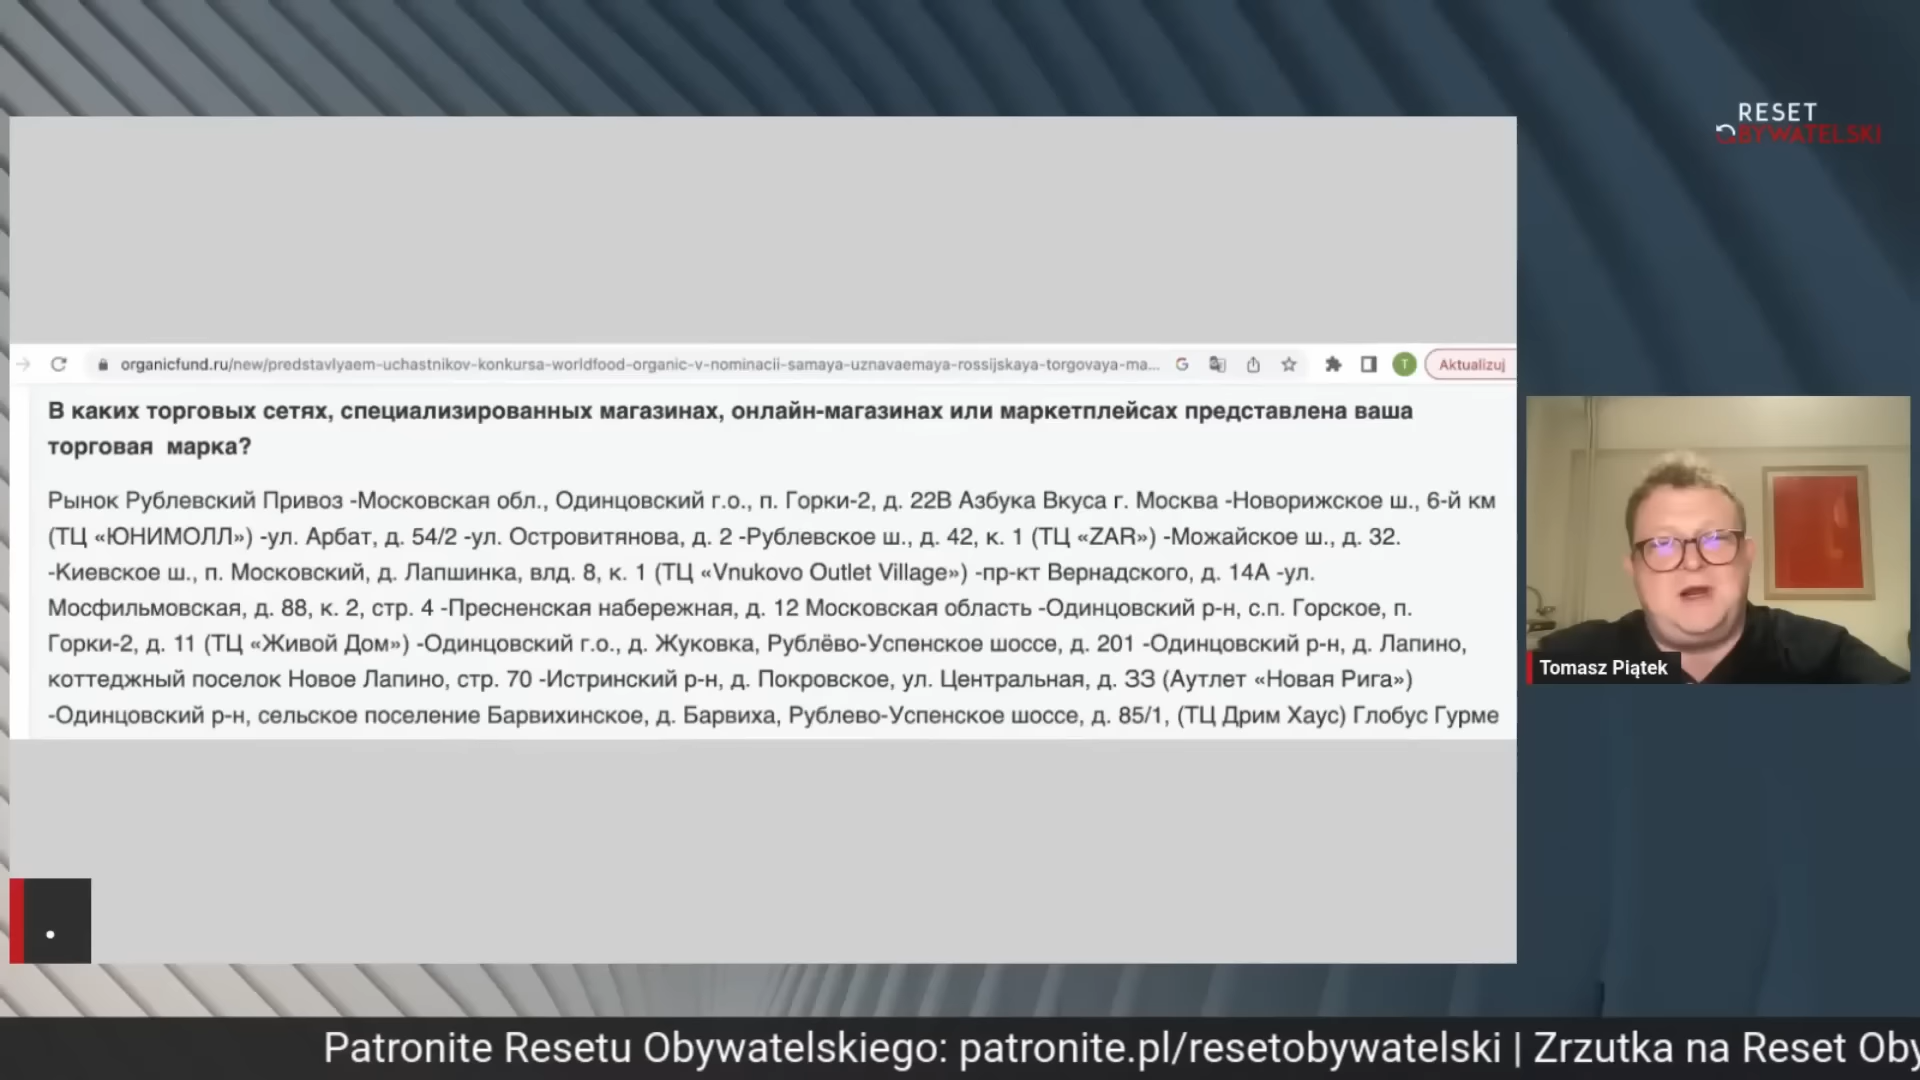 RESET
OBYWATELSKI
organicfund.ru/new/predstavlyaem-uchastnikov-konkursa-worldfood-organic-v-nominacii-samaya-uznavaemaya-rossijskaya-torgovaya-ma...
T
Aktualizuj
В каких торговых сетях, специализированных магазинах, онлайн-магазинах или маркетплейсах представлена ваша
торговая марка?
Рынок Рублевский Привоз -Московская обл., Одинцовский г.о., п. Горки-2, д. 22В Азбука Вкуса г. Москва -Новорижское ш., 6-й км
(ТЦ «ЮНИМОЛЛ») -ул. Арбат, д. 54/2 -ул. Островитянова, д. 2 -Рублевское ш., д. 42, к. 1 (ТЦ «ZAR») -Можайское ш., д. 32.
-Киевское ш., п. Московский, д. Лапшинка, влд. 8, к. 1 (ТЦ «Vnukovo Outlet Village») -пр-кт Вернадского, д. 14А -ул.
Мосфильмовская, д. 88, к. 2, стр. 4 -Пресненская набережная, д. 12 Московская область -Одинцовский р-н, с.п. Горское, п.
Горки-2, д. 11 (ТЦ «Живой Дом») -Одинцовский г.о., д. Жуковка, Рублёво-Успенское шоссе, д. 201 -Одинцовский р-н, д. Лапино,
коттеджный поселок Новое Лапино, стр. 70 -Истринский р-н, д. Покровское, ул. Центральная, д. 33 (Аутлет «Новая Рига»)
-Одинцовский р-н, сельское поселение Барвихинское, д. Барвиха, Рублево-Успенское шоссе, д. 85/1, (ТЦ Дрим Хаус) Глобус Гурме
Tomasz Piątek
.
Patronite Resetu Obywatelskiego: patronite.pl/resetobywatelski | Zrzutka na Reset Oby